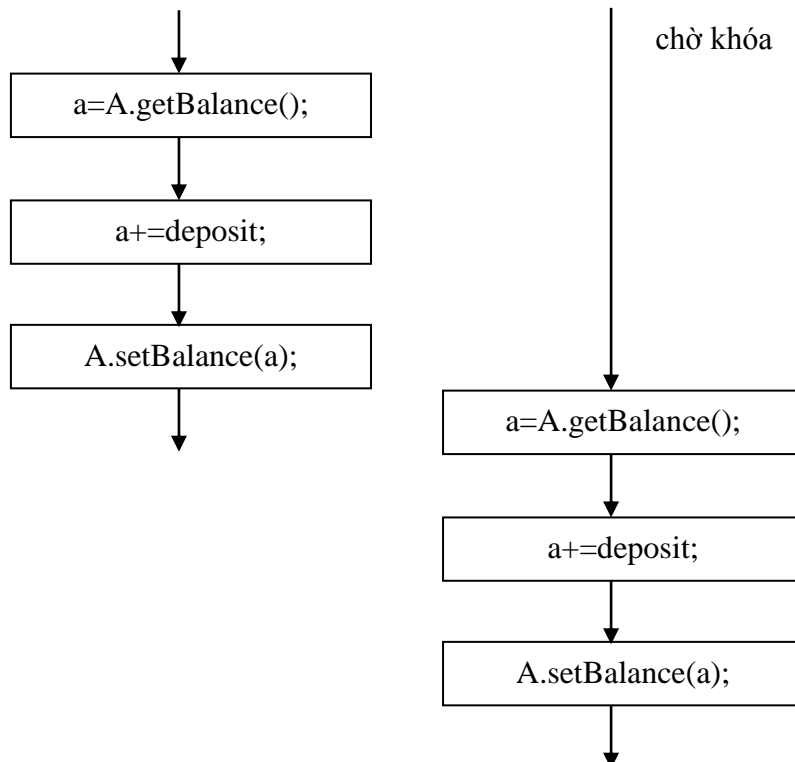 chờ khóa
a=A.getBalance();
a+=deposit;
A.setBalance(a);
a=A.getBalance();
a+=deposit;
A.setBalance(a);